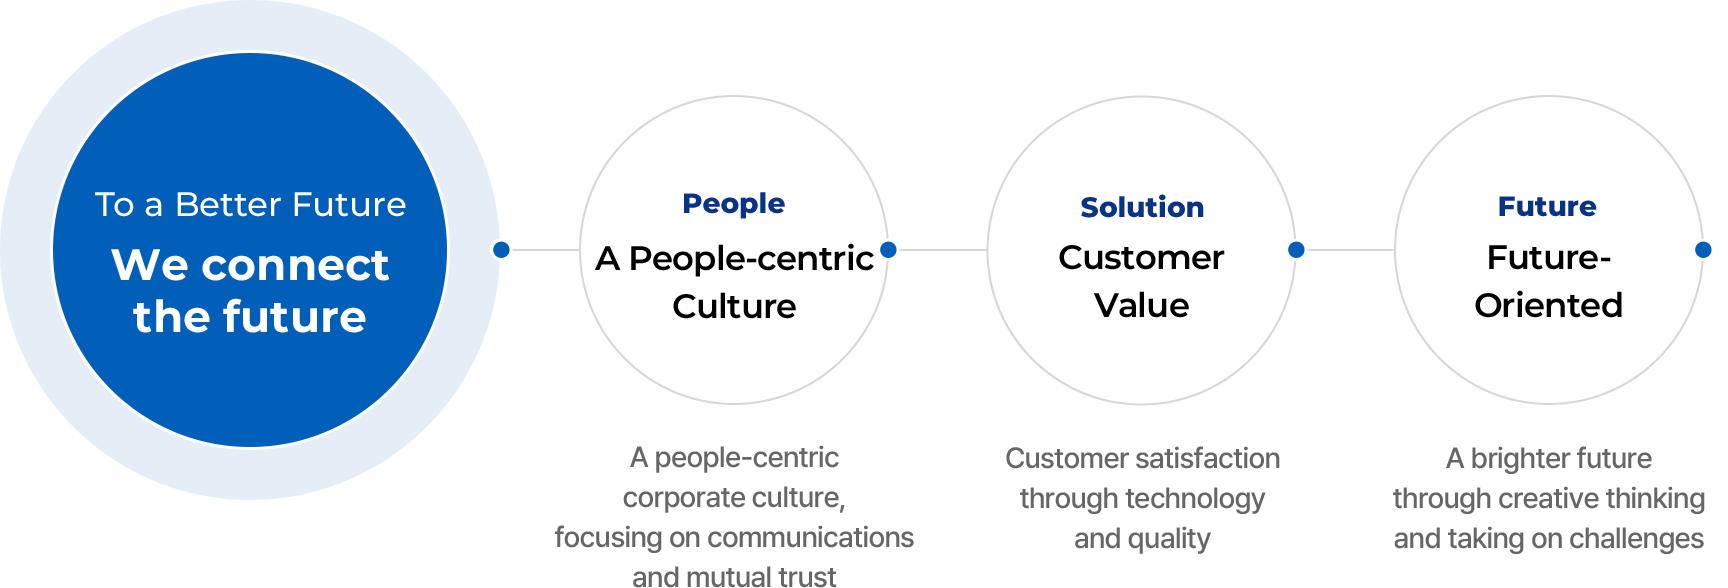 To a Better Future
We connect
the future
People
A People-centric
Culture
A people-centric
corporate culture,
focusing on communications
and mutual trust
Solution
Customer
Value
Customer satisfaction
through technology
and quality
Future
Future-
Oriented
A brighter future
through creative thinking
and taking on challenges